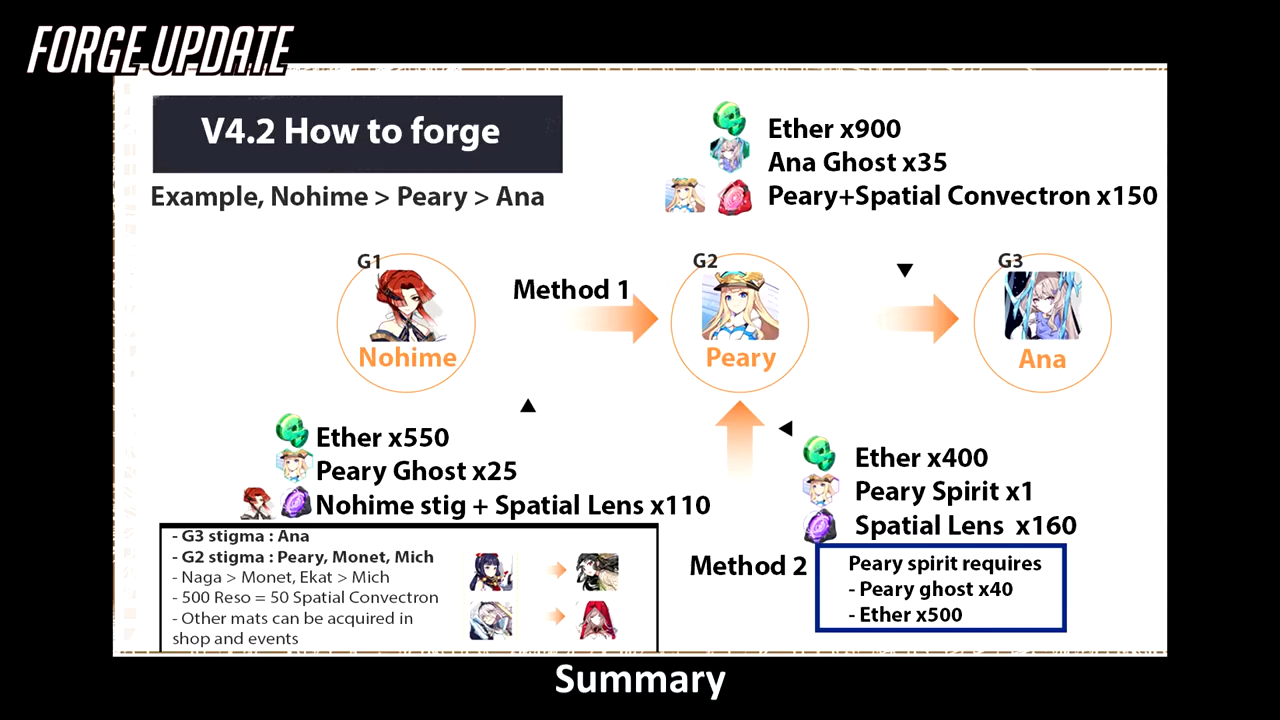 FORGE UPDATE
V4.2 How to forge
Example, Nohime > Peary > Ana
Ether x900
Ana Ghost x35
Peary+Spatial Convectron x150
G1
Nohime
Method 1
G2
Peary
G3
Ana
Ether x550
Peary Ghost x25
Nohime stig + Spatial Lens x110
Ether x400
Peary Spirit x1
Spatial Lens x160
Method 2
Peary spirit requires
- Peary ghost x40
- Ether x500
- G3 stigma : Ana
- G2 stigma : Peary, Monet, Mich
- Naga > Monet, Ekat > Mich
- 500 Reso = 50 Spatial Convectron
- Other mats can be acquired in
shop and events
Summary